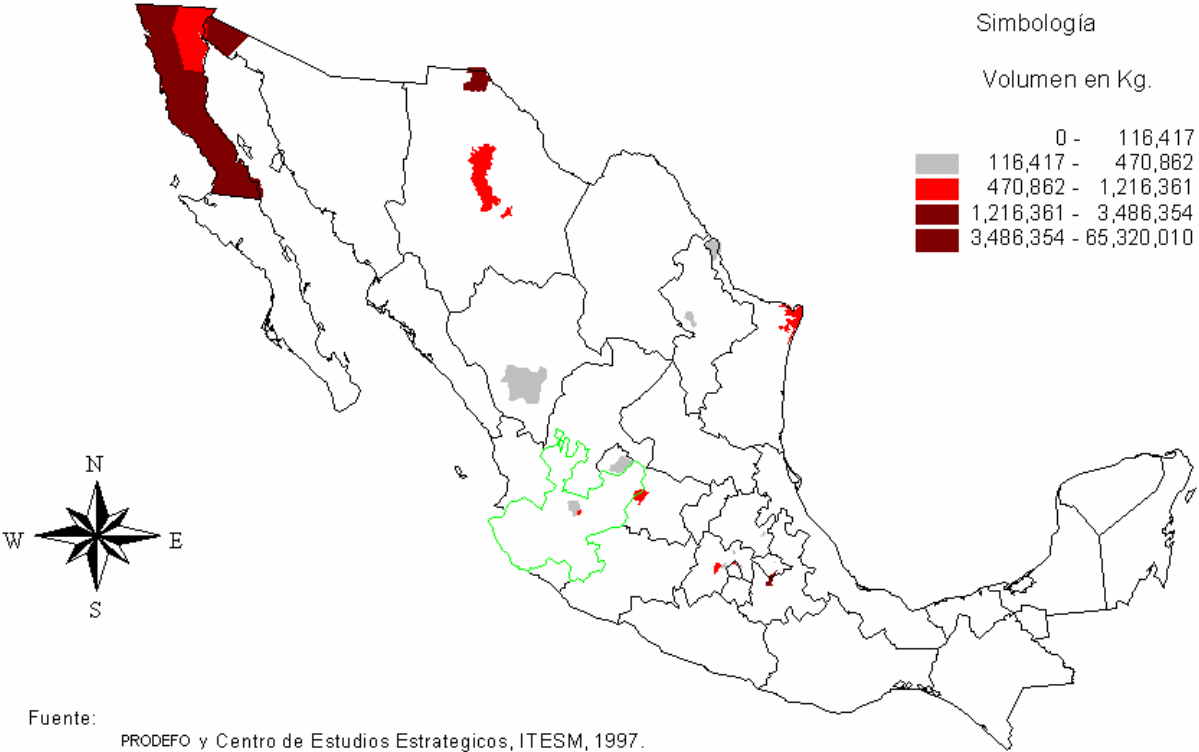 Simbología
Volumen en Kg.
0 - 116,417
116,417 - 470,862
470,862 - 1,216,361
1,216,361 - 3,486,354
3,486,354 - 65,320,010
N
W E
S
Fuente:
PRODEFO y Centro de Estudios Estrategicos, ITESM, 1997.